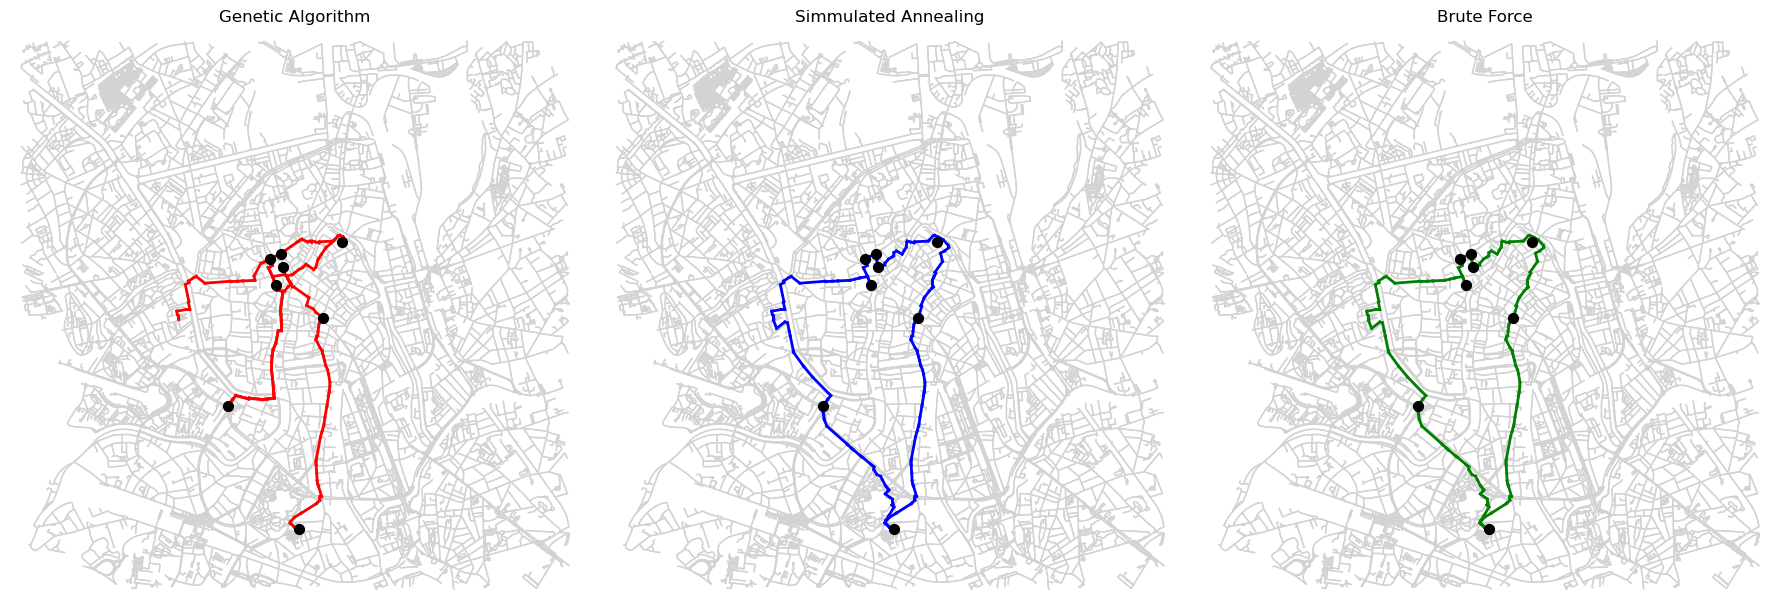 Genetic Algorithm
Simmulated Annealing
Brute Force